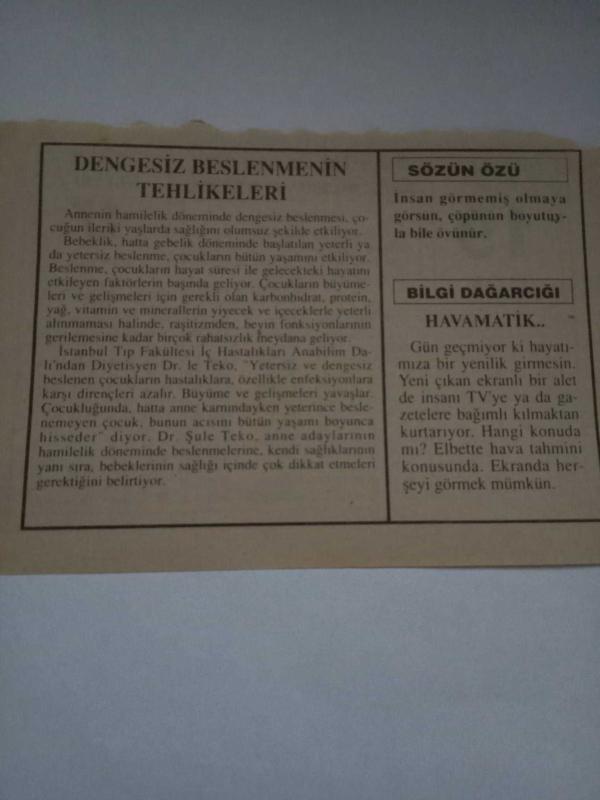 DENGESİZ BESLENMENİN
TEHLİKELERİ
Annenin hamilelik döneminde dengesiz beslenmesi, ço-
cuğun ileriki yaşlarda sağlığını olumsuz şekilde etkiliyor.
Bebeklik, hatta gebelik döneminde başlatılan yeterli ya
da yetersiz beslenme, çocukların bütün yaşamını etkiliyor.
Beslenme, çocukların hayat süresi ile gelecekteki hayatını
etkileyen faktörlerin başında geliyor. Çocukların büyüme-
leri ve gelişmeleri için gerekli olan karbonhidrat, protein,
yağ, vitamin ve minerallerin yiyecek ve içeceklerle yeterli
alınmaması halinde, raşitizmden, beyin fonksiyonlarının
gerilemesine kadar birçok rahatsızlık meydana geliyor.
İstanbul Tıp Fakültesi İç Hastalıkları Anabilim Da-
lı'ndan Diyetisyen Dr. le Teko, "Yetersiz ve dengesiz
beslenen çocukların hastalıklara, özellikle enfeksiyonlara
karşı dirençleri azalır. Büyüme ve gelişmeleri yavaşlar.
Çocukluğunda, hatta anne karnındayken yeterince besle-
nemeyen çocuk, bunun acısını bütün yaşamı boyunca
hisseder" diyor. Dr. Şule Teko, anne adaylarının
hamilelik döneminde beslenmelerine, kendi sağlıklarının
yanı sıra, bebeklerinin sağlığı içinde çok dikkat etmeleri
gerektiğini belirtiyor.
SÖZÜN ÖZÜ
İnsan görmemiş olmaya
görsun, çöpünün boyutuy-
la bile övünür.
BİLGİ DAĞARCIĞI
HAVAMATİK..
Gün geçmiyor ki hayatı-
mıza bir yenilik girmesin.
Yeni çıkan ekranlı bir alet
de insanı TV'ye ya da ga-
zetelere bağımlı kılmaktan
kurtarıyor. Hangi konuda
mı? Elbette hava tahmini
konusunda. Ekranda her-
şeyi görmek mümkün.